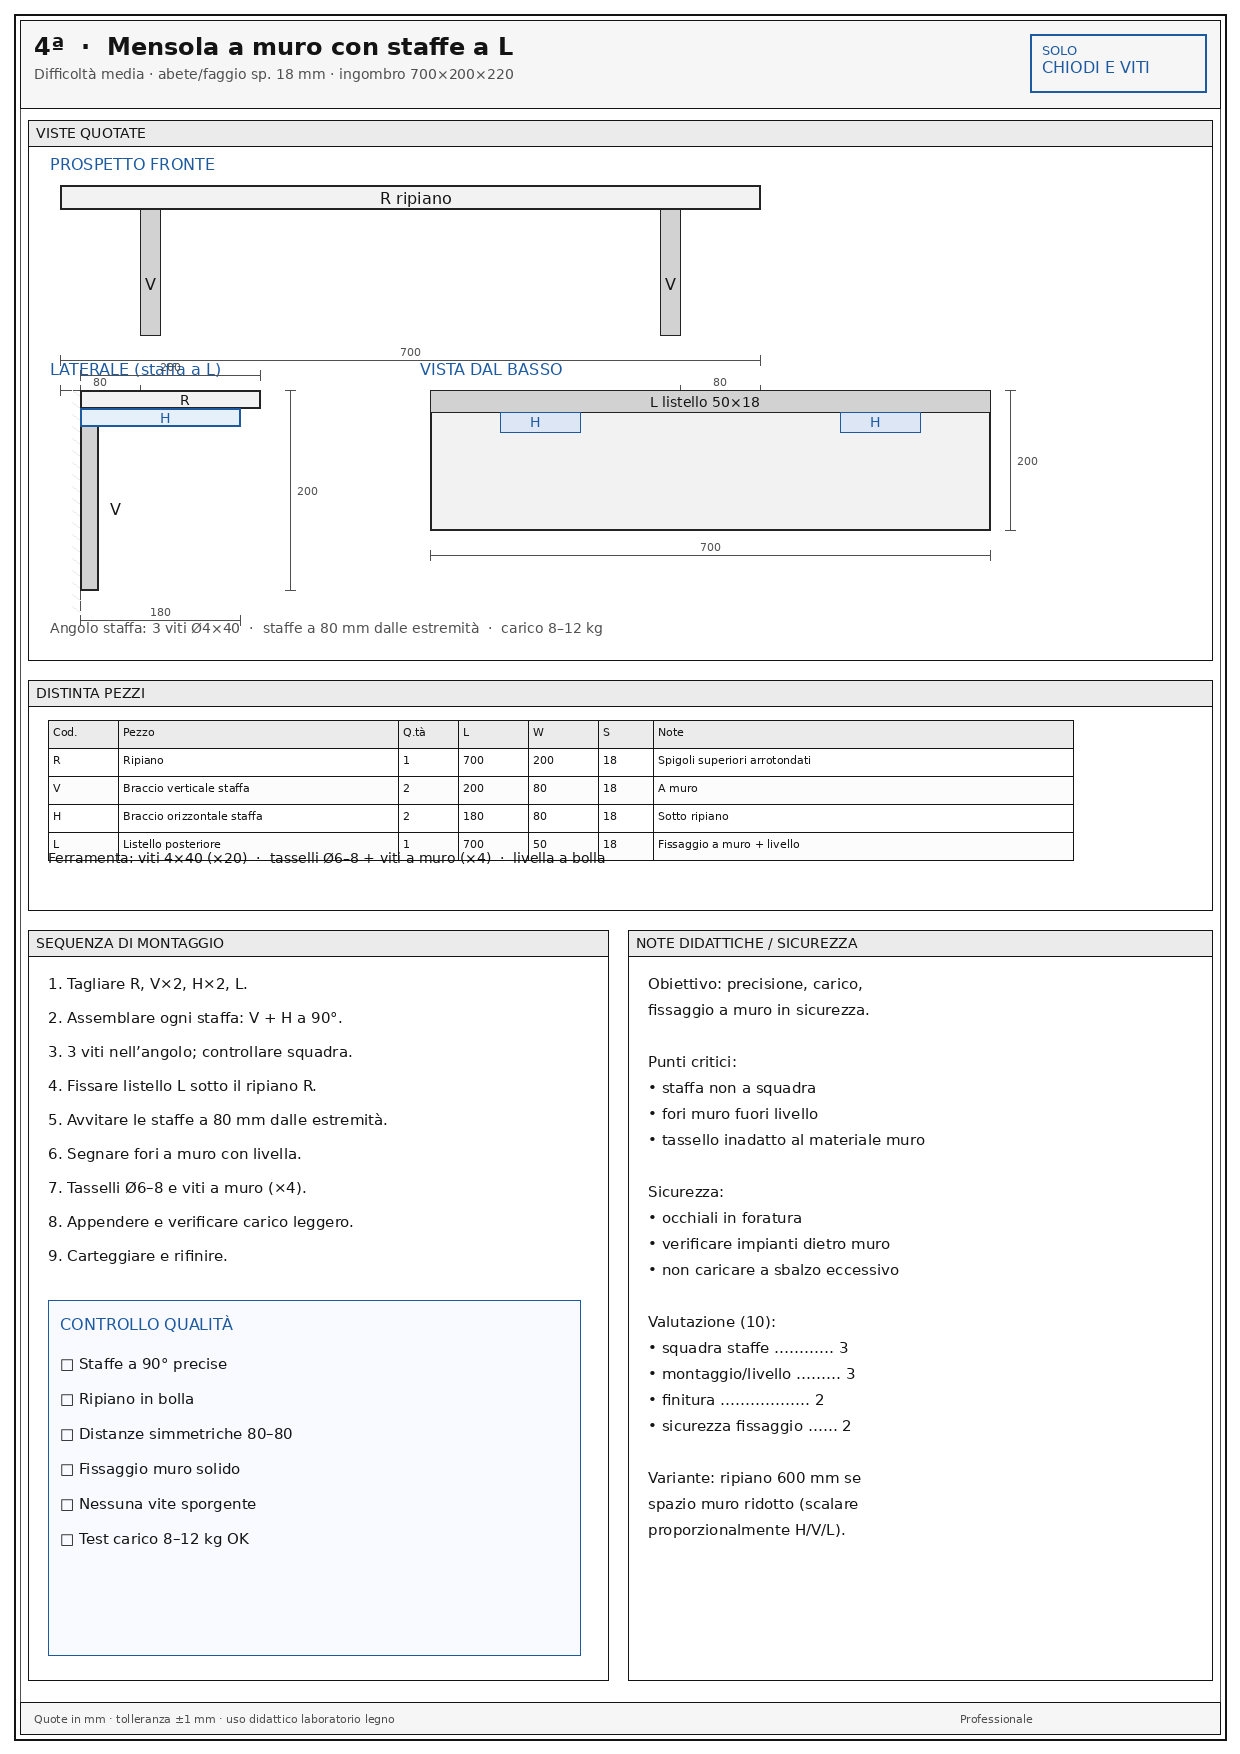 4ª · Mensola a muro con staffe a L
Difficoltà media · abete/faggio sp. 18 mm · ingombro 700×200×220
SOLO
CHIODI E VITI
VISTE QUOTATE
PROSPETTO FRONTE
R ripiano
V V
700
LATERALE (staffa a L)
200
VISTA DAL BASSO
80 80
R
H
V
200
180
L listello 50×18
H H
200
700
Angolo staffa: 3 viti Ø4×40 · staffe a 80 mm dalle estremità · carico 8–12 kg
DISTINTA PEZZI
Cod. Pezzo Q.tà L W S Note
R Ripiano 1 700 200 18 Spigoli superiori arrotondati
V Braccio verticale staffa 2 200 80 18 A muro
H Braccio orizzontale staffa 2 180 80 18 Sotto ripiano
L Listello posteriore 1 700 50 18 Fissaggio a muro + livello
Ferramenta: viti 4×40 (×20) · tasselli Ø6–8 + viti a muro (×4) · livella a bolla
SEQUENZA DI MONTAGGIO
1. Tagliare R, V×2, H×2, L.
2. Assemblare ogni staffa: V + H a 90°.
3. 3 viti nell’angolo; controllare squadra.
4. Fissare listello L sotto il ripiano R.
5. Avvitare le staffe a 80 mm dalle estremità.
6. Segnare fori a muro con livella.
7. Tasselli Ø6–8 e viti a muro (×4).
8. Appendere e verificare carico leggero.
9. Carteggiare e rifinire.
CONTROLLO QUALITÀ
□ Staffe a 90° precise
□ Ripiano in bolla
□ Distanze simmetriche 80–80
□ Fissaggio muro solido
□ Nessuna vite sporgente
□ Test carico 8–12 kg OK
NOTE DIDATTICHE / SICUREZZA
Obiettivo: precisione, carico,
fissaggio a muro in sicurezza.
Punti critici:
• staffa non a squadra
• fori muro fuori livello
• tassello inadatto al materiale muro
Sicurezza:
• occhiali in foratura
• verificare impianti dietro muro
• non caricare a sbalzo eccessivo
Valutazione (10):
• squadra staffe ............ 3
• montaggio/livello ......... 3
• finitura .................. 2
• sicurezza fissaggio ...... 2
Variante: ripiano 600 mm se
spazio muro ridotto (scalare
proporzionalmente H/V/L).
Quote in mm · tolleranza ±1 mm · uso didattico laboratorio legno
Professionale